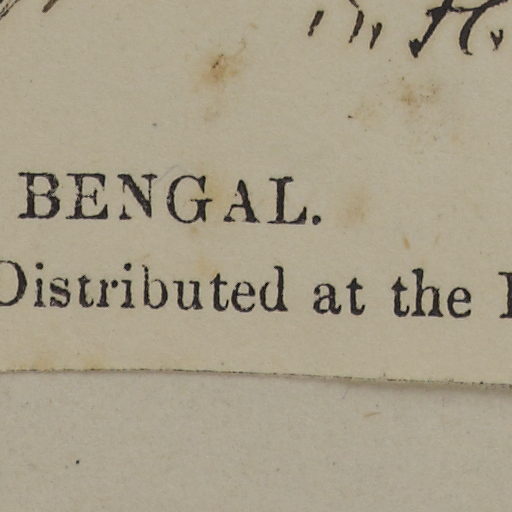 BENGAL.
Distributed at the